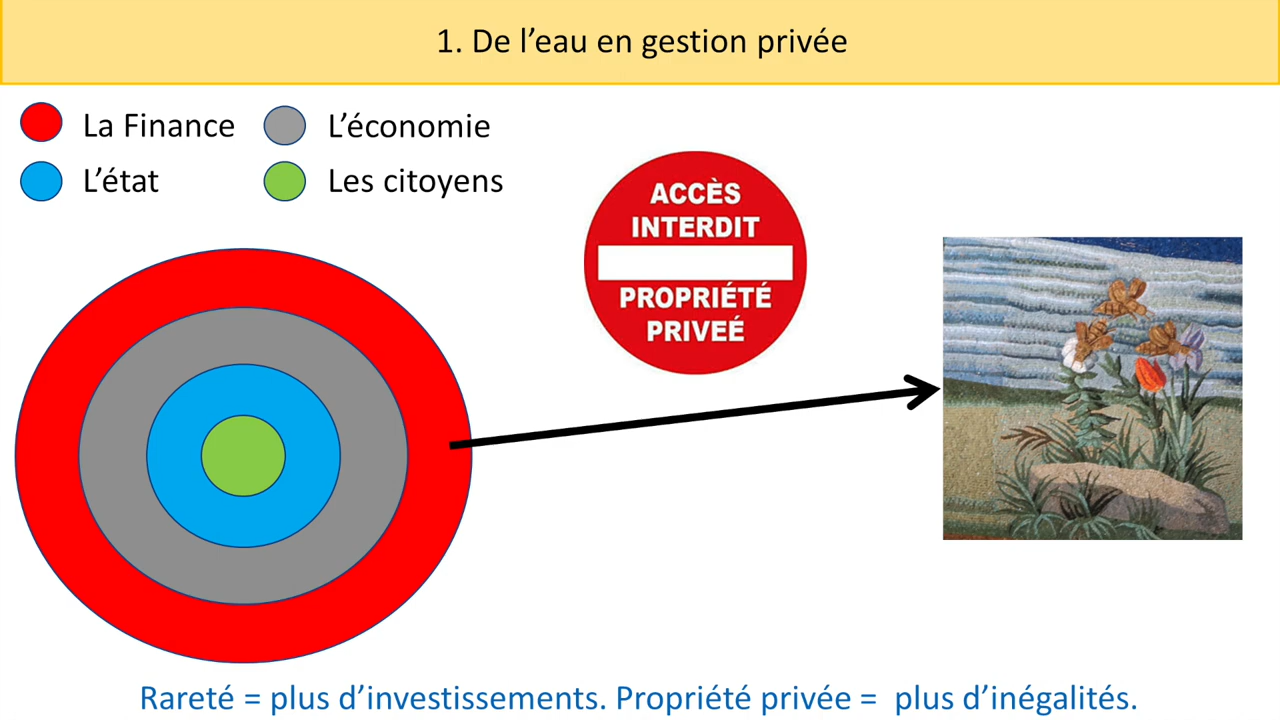 1. De l’eau en gestion privée
La Finance
L’économie
L’état
Les citoyens
ACCÈS
INTERDIT
PROPRIÉTÉ
PRIVEÉ
Rareté = plus d’investissements. Propriété privée =  plus d’inégalités.